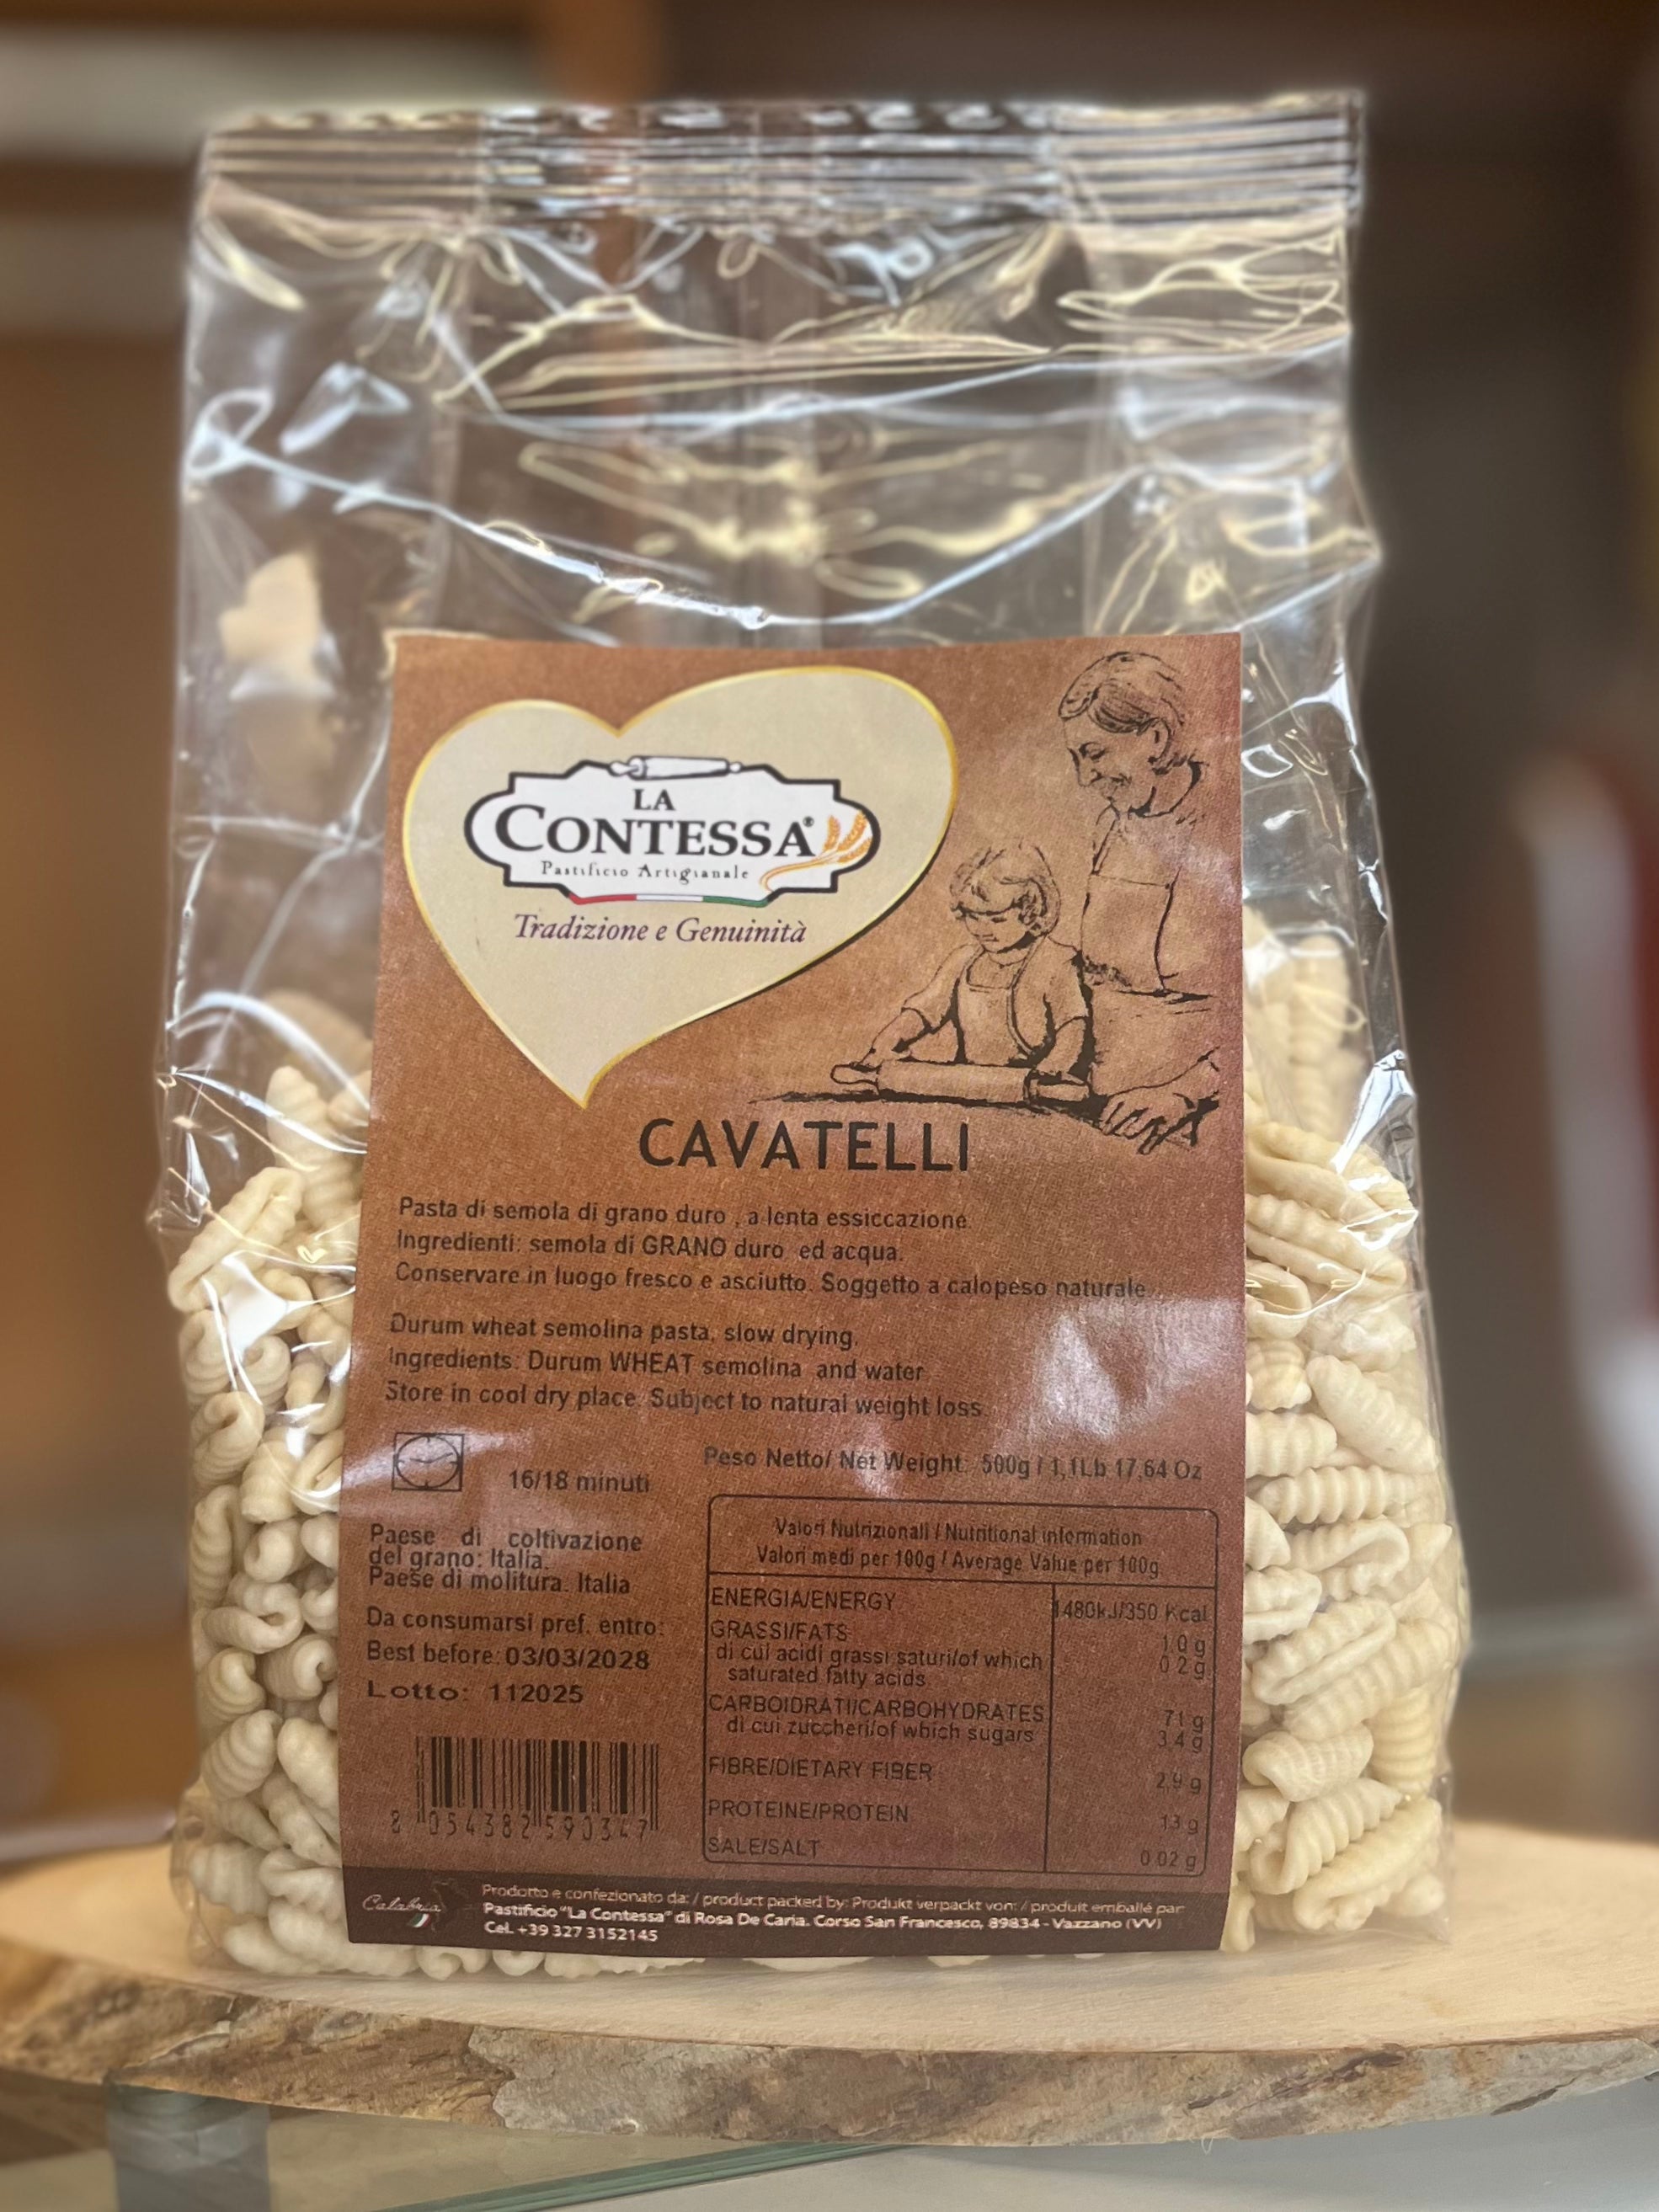 LA
CONTESSA®
Pastificio Artigianale
Tradizione e Genuinità
CAVATELLI
Pasta di semola di grano duro , a lenta essiccazione.
Ingredienti: semola di GRANO duro ed acqua.
Conservare in luogo fresco e asciutto. Soggetto a calopeso naturale.
Durum wheat semolina pasta, slow drying.
Ingredients: Durum WHEAT semolina and water
Store in cool dry place. Subject to natural weight loss.
16/18 minuti
Peso Netto/ Net Weight: 500g / 1,1Lb 17,64 Oz
Paese di coltivazione
del grano: Italia.
Paese di molitura. Italia
Da consumarsi pref. entro:
Best before: 03/03/2028
Lotto: 112025
8 054382 590347
Valori Nutrizionali / Nutritional information
Valori medi per 100g / Average Value per 100g
ENERGIA/ENERGY 1480kJ/350 Kcal
GRASSI/FATS 1.0 g
di cui acidi grassi saturi/of which 0.2 g
saturated fatty acids
CARBOIDRATI/CARBOHYDRATES 71 g
di cui zuccheri/of which sugars 3.4 g
FIBRE/DIETARY FIBER 2,9 g
PROTEINE/PROTEIN 13 g
SALE/SALT 0.02 g
Calabria
Prodotto e confezionato da: / product packed by: Produkt verpackt von: / produit emballé par:
Pastificio "La Contessa" di Rosa De Caria. Corso San Francesco, 89834 - Vazzano (VV)
Cel. +39 327 3152145